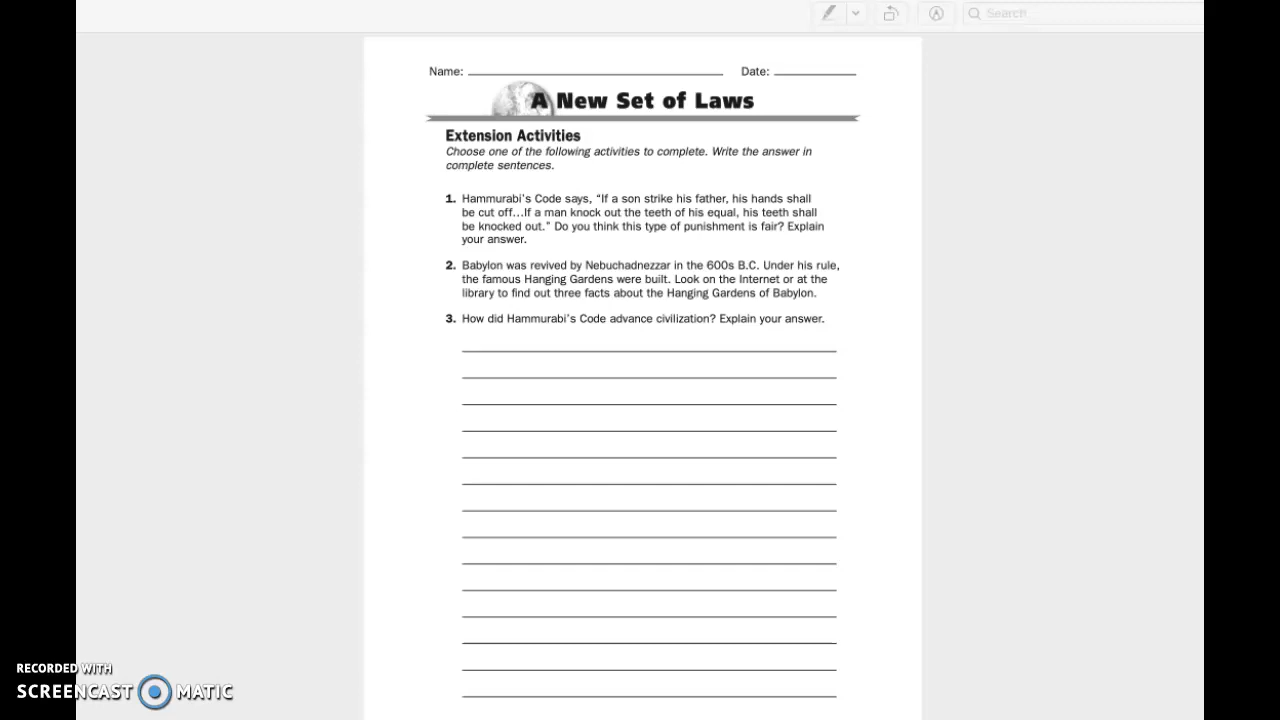 Search
Name:
Date:
A New Set of Laws
Extension Activities
Choose one of the following activities to complete. Write the answer in
complete sentences.
1. Hammurabi's Code says, “If a son strike his father, his hands shall
be cut off…If a man knock out the teeth of his equal, his teeth shall
be knocked out.” Do you think this type of punishment is fair? Explain
your answer.
2. Babylon was revived by Nebuchadnezzar in the 600s B.C. Under his rule,
the famous Hanging Gardens were built. Look on the Internet or at the
library to find out three facts about the Hanging Gardens of Babylon.
3. How did Hammurabi's Code advance civilization? Explain your answer.
RECORDED WITH
SCREENCAST MATIC